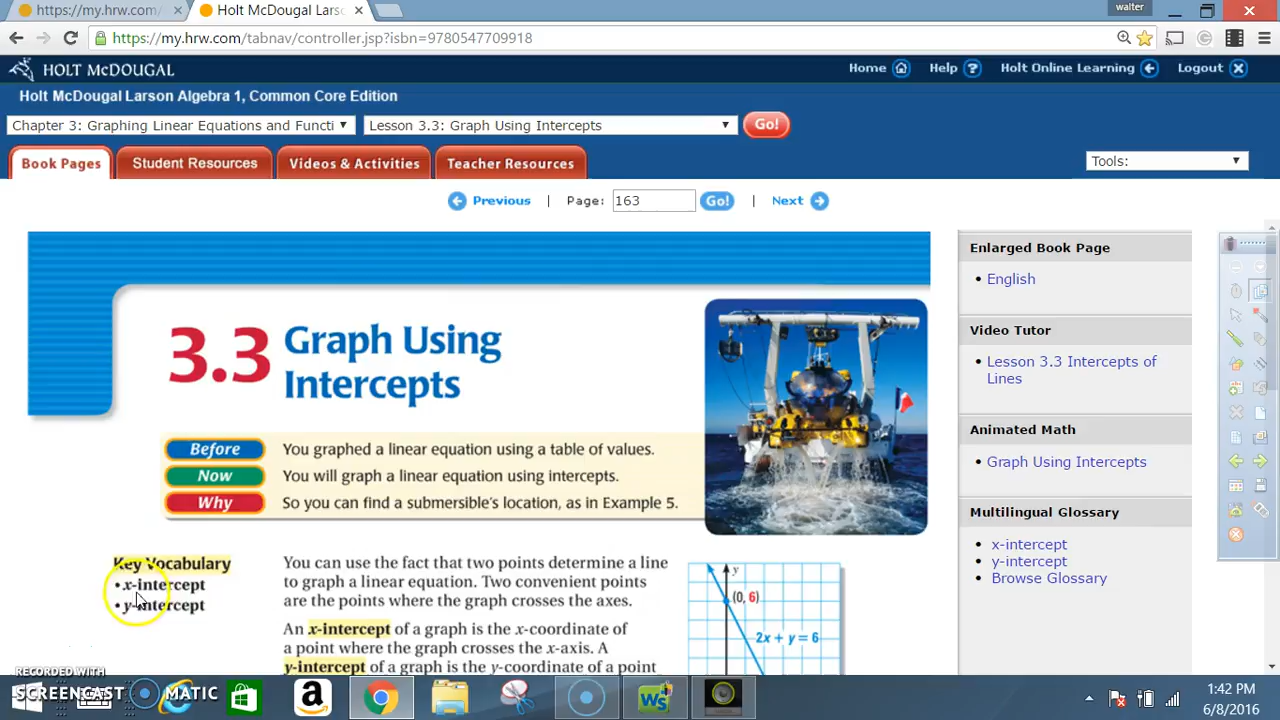 https://my.hrw.com/tabnav/ ×
Holt McDougal Lars ×
walter
https://my.hrw.com/tabnav/controller.jsp?isbn=9780547709918
HOLT MCDOUGAL
Home
Help ?
Holt Online Learning
Logout
Holt McDougal Larson Algebra 1, Common Core Edition
Chapter 3: Graphing Linear Equations and Functi
Lesson 3.3: Graph Using Intercepts
Go!
Book Pages
Student Resources
Videos & Activities
Teacher Resources
Tools:
Previous | Page: 163 Go! | Next
3.3 Graph Using
Intercepts
Before You graphed a linear equation using a table of values.
Now You will graph a linear equation using intercepts.
Why So you can find a submersible's location, as in Example 5.
Key Vocabulary
• x-intercept
• y-intercept
You can use the fact that two points determine a line
to graph a linear equation. Two convenient points
are the points where the graph crosses the axes.
An x-intercept of a graph is the x-coordinate of
a point where the graph crosses the x-axis. A
y-intercept of a graph is the y-coordinate of a point
y
(0, 6)
2x + y = 6
Enlarged Book Page
• English
Video Tutor
• Lesson 3.3 Intercepts of
Lines
Animated Math
• Graph Using Intercepts
Multilingual Glossary
• x-intercept
• y-intercept
• Browse Glossary
RECORDED WITH
SCREENCAST MATIC
a
WS
1:42 PM
6/8/2016